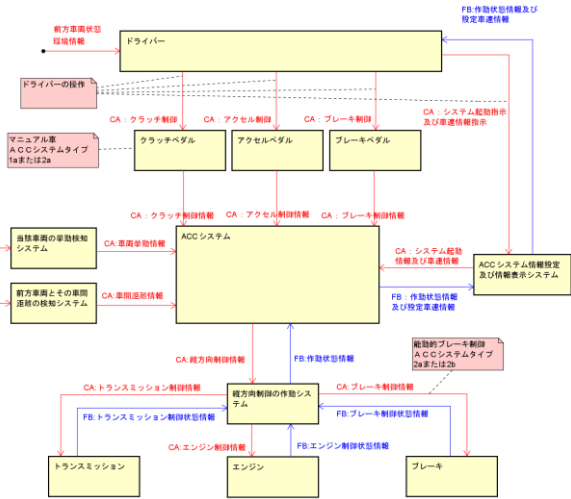 FB:作動状態情報及び
設定車速情報
前方車両状態
環境情報
ドライバー
ドライバーの操作
CA：クラッチ制御
CA：アクセル制御
CA：ブレーキ制御
CA：システム起動指示
及び車速情報指示
マニュアル車
ＡＣＣシステムタイプ
1aまたは2a
クラッチペダル
アクセルペダル
ブレーキペダル
CA：クラッチ制御情報
CA：アクセル制御情報
CA：ブレーキ制御情報
当該車両の挙動検知
システム
CA:車両挙動情報
ACCシステム
CA：システム起動
情報及び車速情報
ACCシステム情報設定
及び情報表示システム
前方車両とその車間
距離の検知システム
CA:車間距離情報
FB：作動状態情報
及び設定車速情報
CA:縦方向制御情報
FB:作動状態情報
能動的ブレーキ制御
ＡＣＣシステムタイプ
2aまたは2b
CA:トランスミッション制御情報
縦方向制御の作動シス
テム
CA:ブレーキ制御情報
FB:トランスミッション制御状態情報
FB:ブレーキ制御状態情報
CA:エンジン制御情報
FB:エンジン制御状態情報
トランスミッション
エンジン
ブレーキ